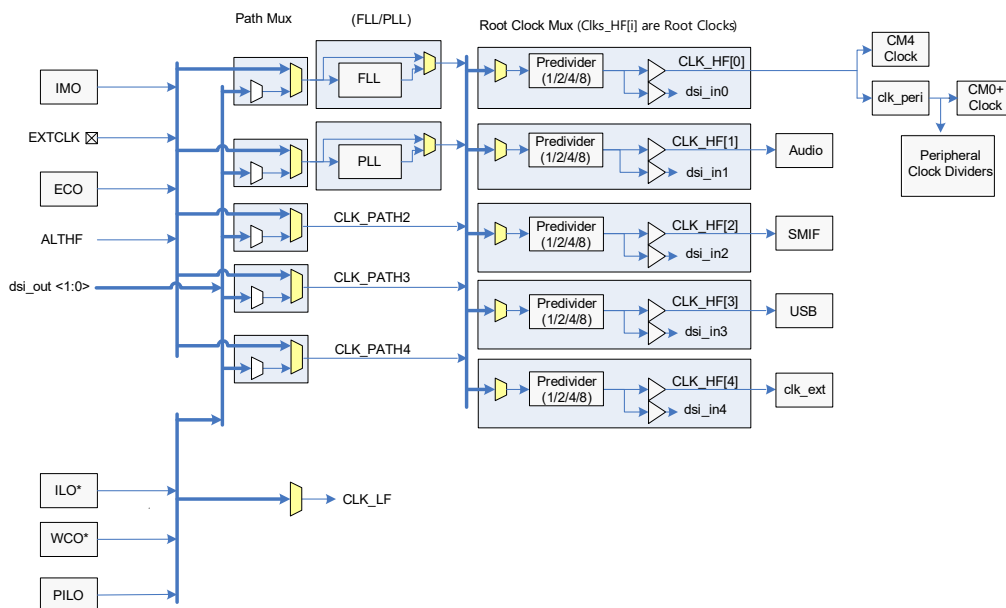 Path Mux
(FLL/PLL)
Root Clock Mux (Clks_HF[i] are Root Clocks)
IMO
EXTCLK
ECO
ALTHF
dsi_out <1:0>
FLL
PLL
CLK_PATH2
CLK_PATH3
CLK_PATH4
Predivider
(1/2/4/8)
CLK_HF[0]
dsi_in0
CM4
Clock
clk_peri
CM0+
Clock
Peripheral
Clock Dividers
Predivider
(1/2/4/8)
CLK_HF[1]
dsi_in1
Audio
Predivider
(1/2/4/8)
CLK_HF[2]
dsi_in2
SMIF
Predivider
(1/2/4/8)
CLK_HF[3]
dsi_in3
USB
Predivider
(1/2/4/8)
CLK_HF[4]
dsi_in4
clk_ext
ILO*
WCO*
PILO
CLK_LF